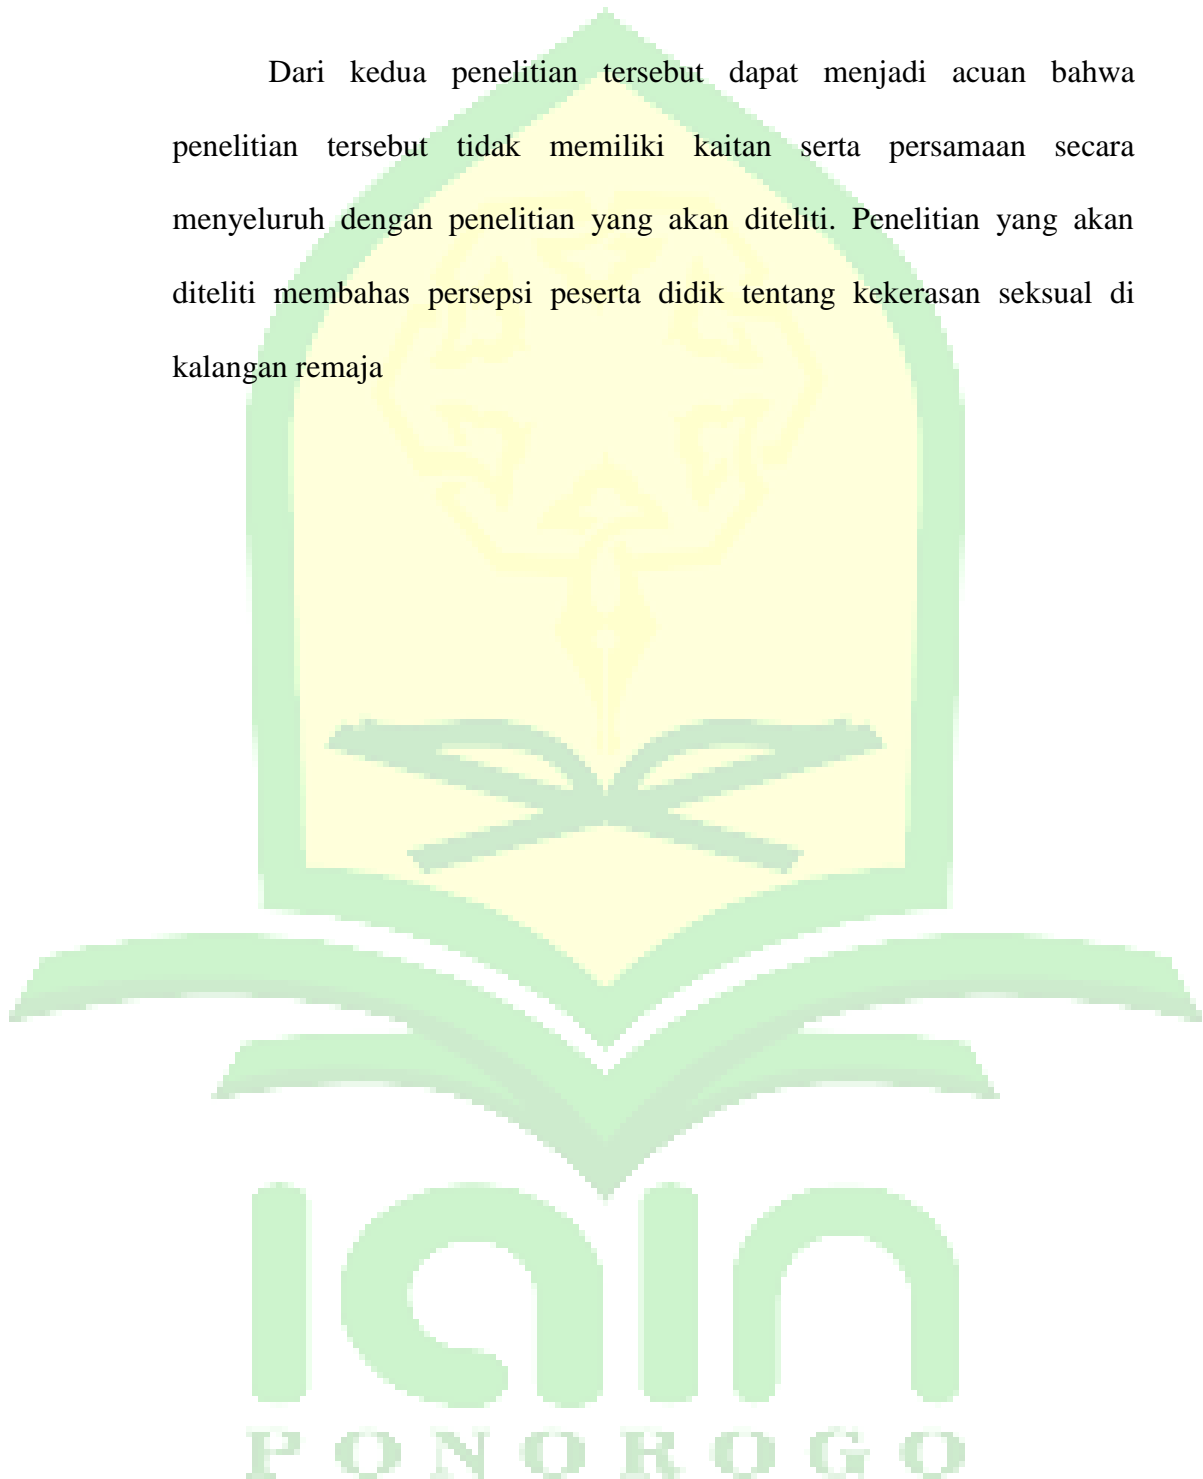 Dari kedua penelitian tersebut dapat menjadi acuan bahwa
penelitian tersebut tidak memiliki kaitan serta persamaan secara
menyeluruh dengan penelitian yang akan diteliti. Penelitian yang akan
diteliti membahas persepsi peserta didik tentang kekerasan seksual di
kalangan remaja
iain
PONOROGO